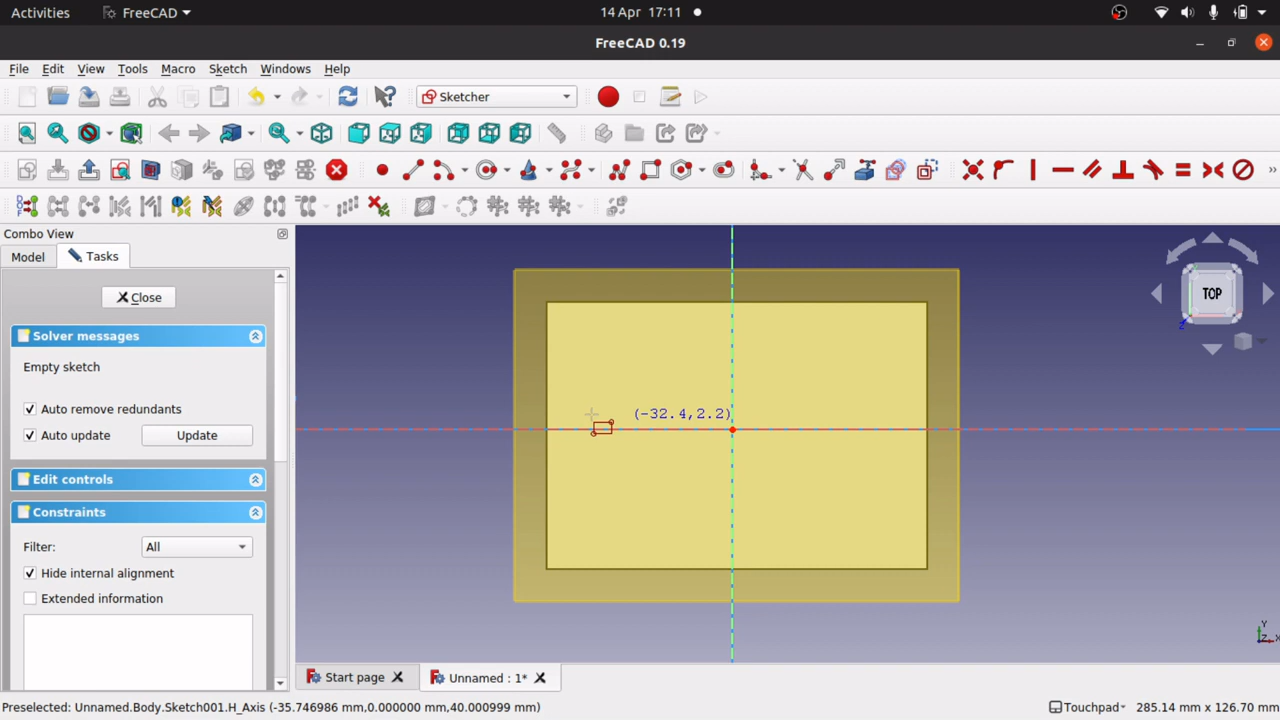 Activities FreeCAD 14 Apr 17:11
FreeCAD 0.19
File Edit View Tools Macro Sketch Windows Help
Sketcher
Combo View
Model Tasks
Close
Solver messages
Empty sketch
Auto remove redundants
Auto update Update
Edit controls
Constraints
Filter: All
Hide internal alignment
Extended information
(-32.4,2.2)
TOP
Z
Y
Z X
Start page Unnamed : 1*
Preselected: Unnamed.Body.Sketch001.H_Axis (-35.746986 mm,0.000000 mm,40.000999 mm) Touchpad 285.14 mm x 126.70 mm